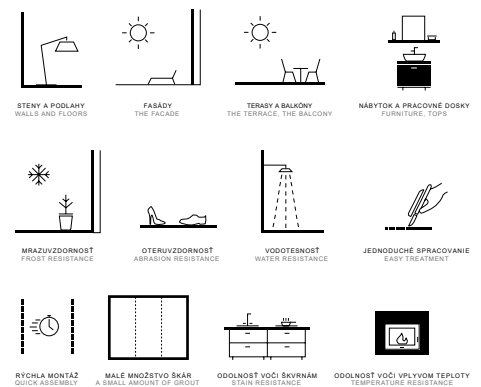 STENY A PODLAHY
WALLS AND FLOORS
FASÁDY
THE FACADE
TERASY A BALKÓNY
THE TERRACE, THE BALCONY
NÁBYTOK A PRACOVNÉ DOSKY
FURNITURE, TOPS
MRAZUVZDORNOSŤ
FROST RESISTANCE
OTERUVZDORNOSŤ
ABRASION RESISTANCE
VODOTESNOSŤ
WATER RESISTANCE
JEDNODUCHÉ SPRACOVANIE
EASY TREATMENT
RÝCHLA MONTÁŽ
QUICK ASSEMBLY
MALÉ MNOŽSTVO ŠKÁR
A SMALL AMOUNT OF GROUT
ODOLNOSŤ VOČI ŠKVRNÁM
STAIN RESISTANCE
ODOLNOSŤ VOČI VPLYVOM TEPLOTY
TEMPERATURE RESISTANCE